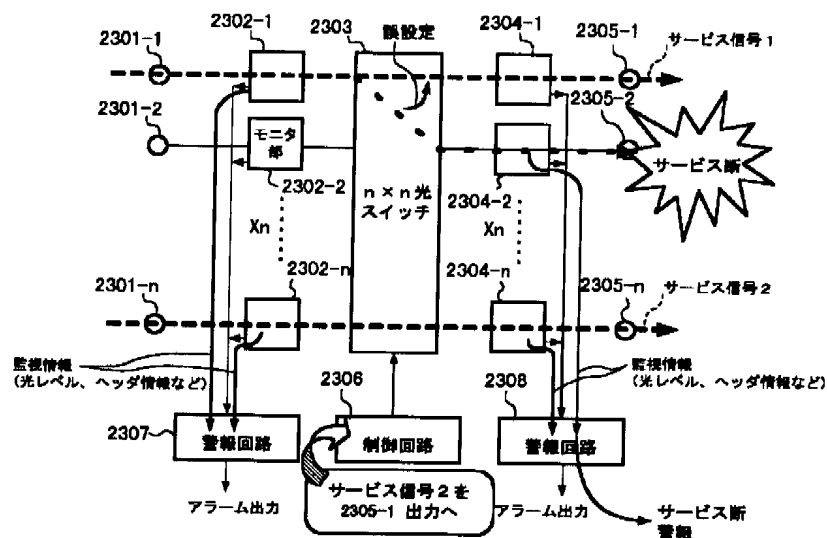 2301-1
2302-1
2303
誤設定
2304-1
2305-1
サービス信号1
2301-2
モニタ
部
2302-2
n×n光
スイッチ
2304-2
2305-2
サービス断
Xn
Xn
2301-n
2302-n
2304-n
2305-n
サービス信号2
監視情報
(光レベル、ヘッダ情報など)
2306
2308
監視情報
(光レベル、ヘッダ情報など)
2307
警報回路
制御回路
警報回路
アラーム出力
サービス信号2を
2305-1 出力へ
アラーム出力
サービス断
警報